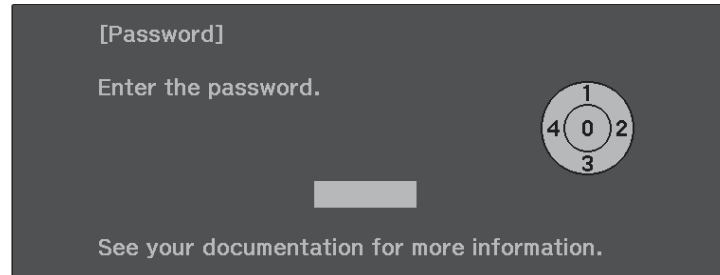 [Password]
Enter the password.
1
4 0 2
3
See your documentation for more information.